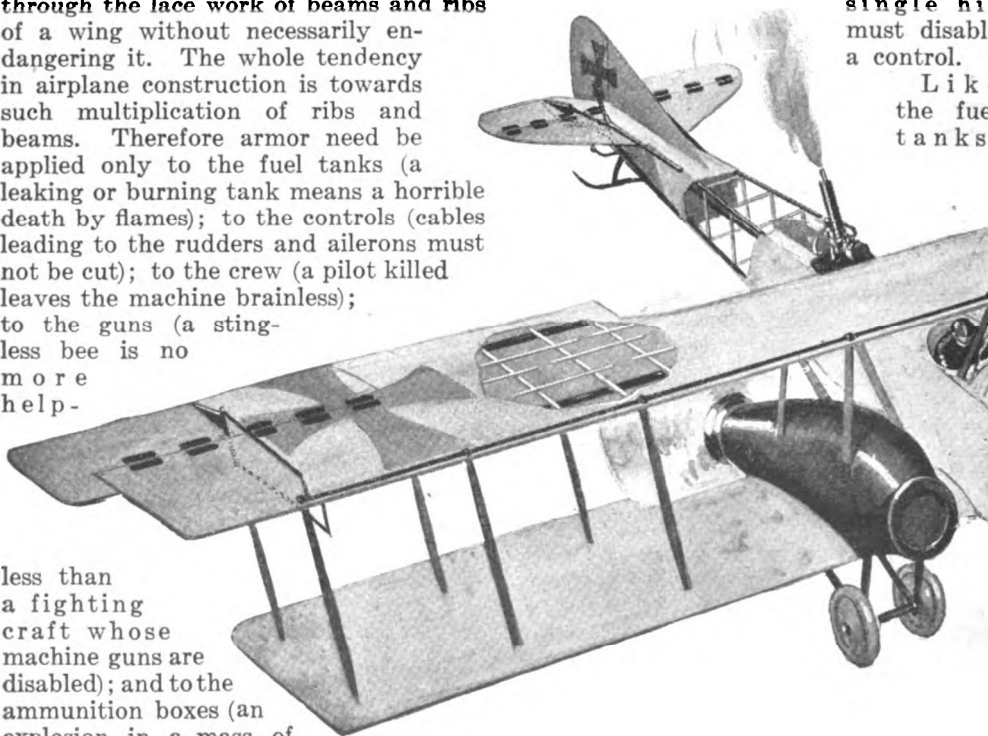 through the lace work of beams and ribs
of a wing without necessarily en-
dangering it. The whole tendency
in airplane construction is towards
such multiplication of ribs and
beams. Therefore armor need be
applied only to the fuel tanks (a
leaking or burning tank means a horrible
death by flames); to the controls (cables
leading to the rudders and ailerons must
not be cut); to the crew (a pilot killed
leaves the machine brainless);
to the guns (a sting-
less bee is no
more
help-
less than
a fighting
craft whose
machine guns are
disabled); and to the
ammunition boxes (an
explosion in a mass of
single hi
must disabl
a control.
Lik
the fue
tanks